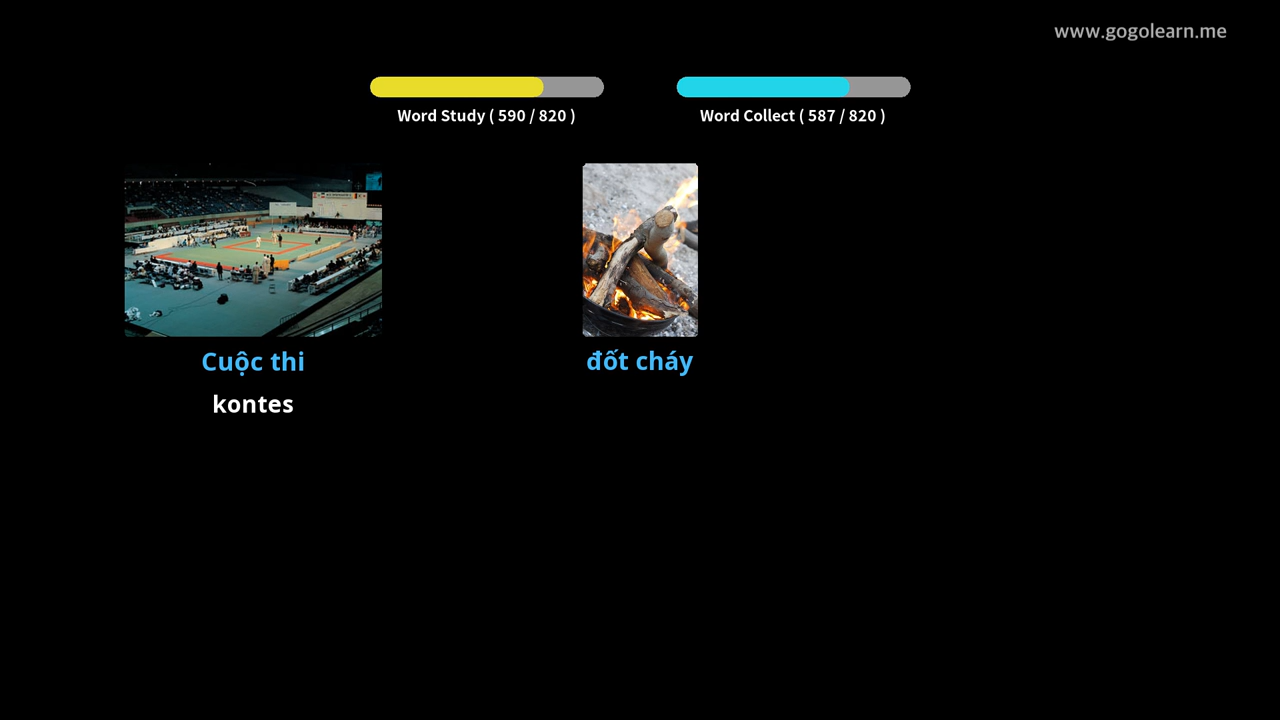 www.gogolearn.me
Word Study ( 590 / 820 )
Word Collect ( 587 / 820 )
Cuộc thi
kontes
đốt cháy